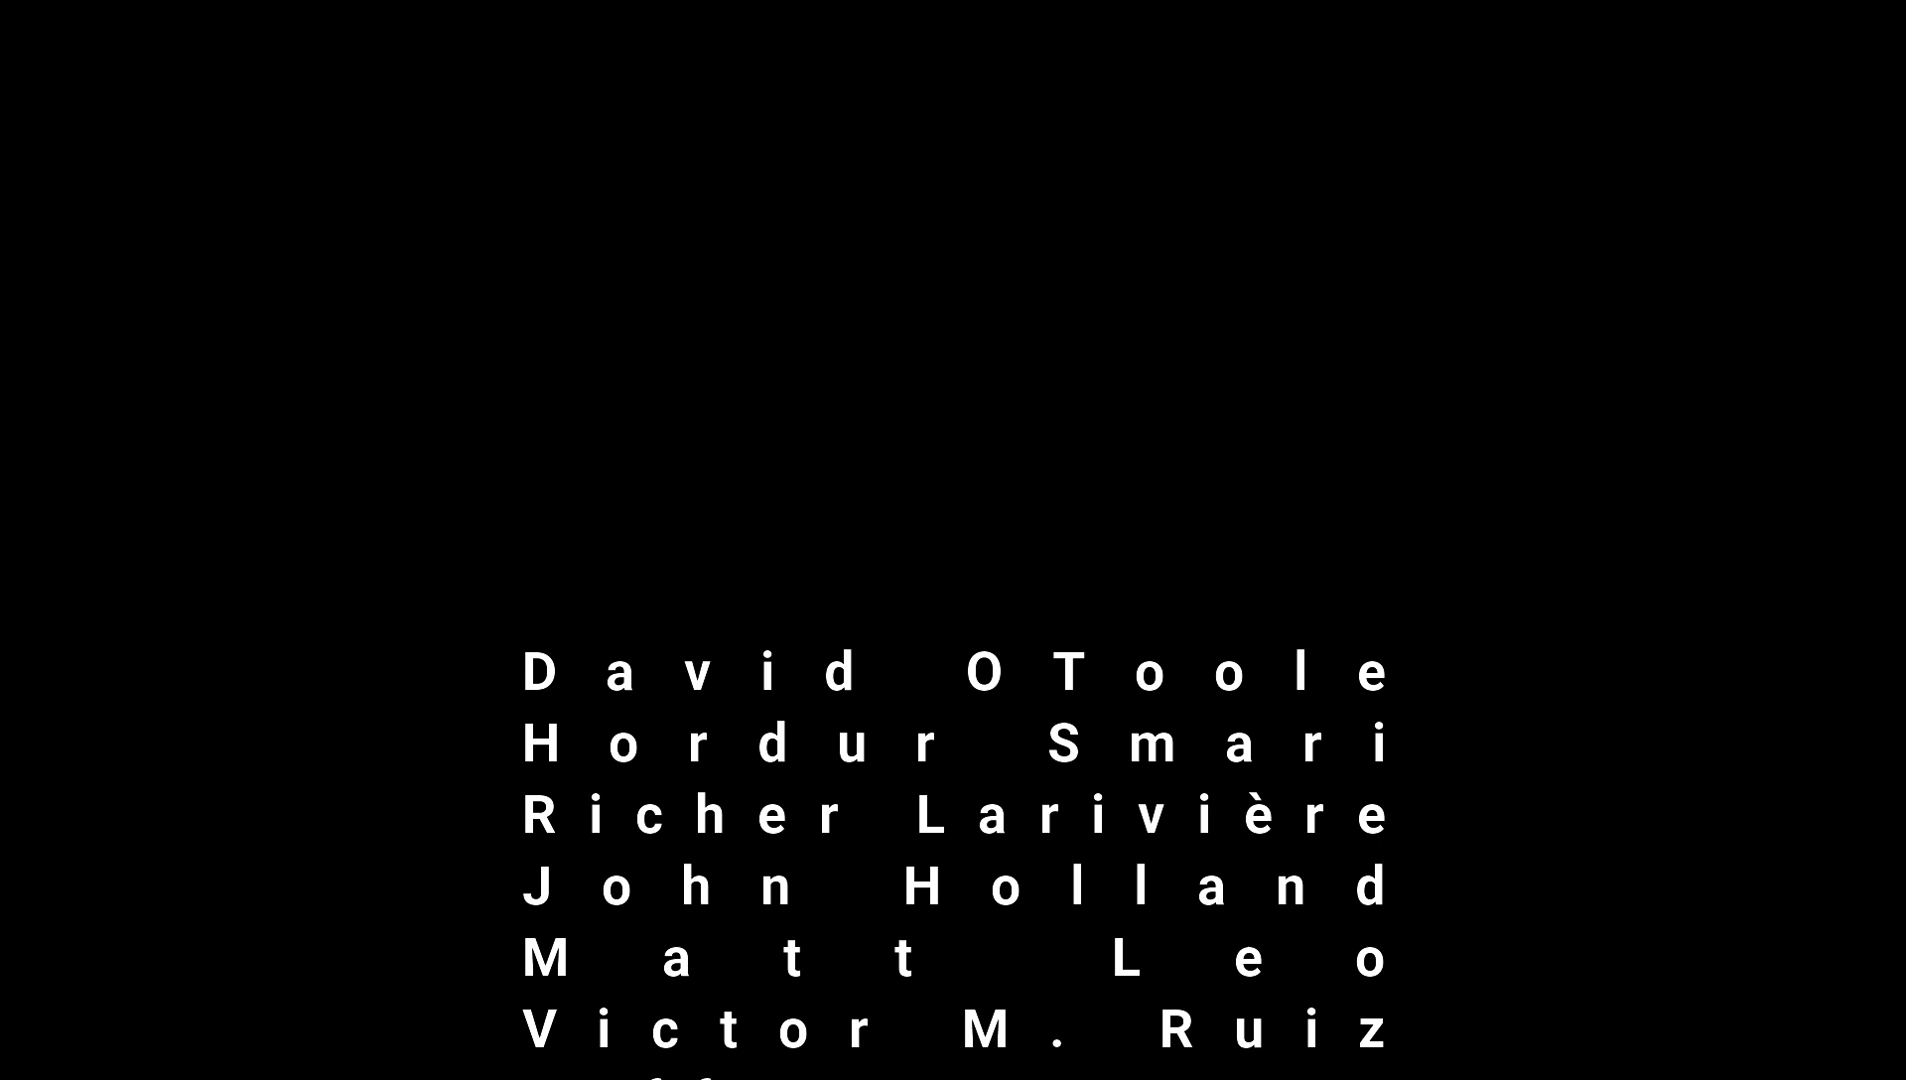 David OToole
Hordur Smari
Richer Larivière
John Holland
Matt Leo
Victor M. Ruiz